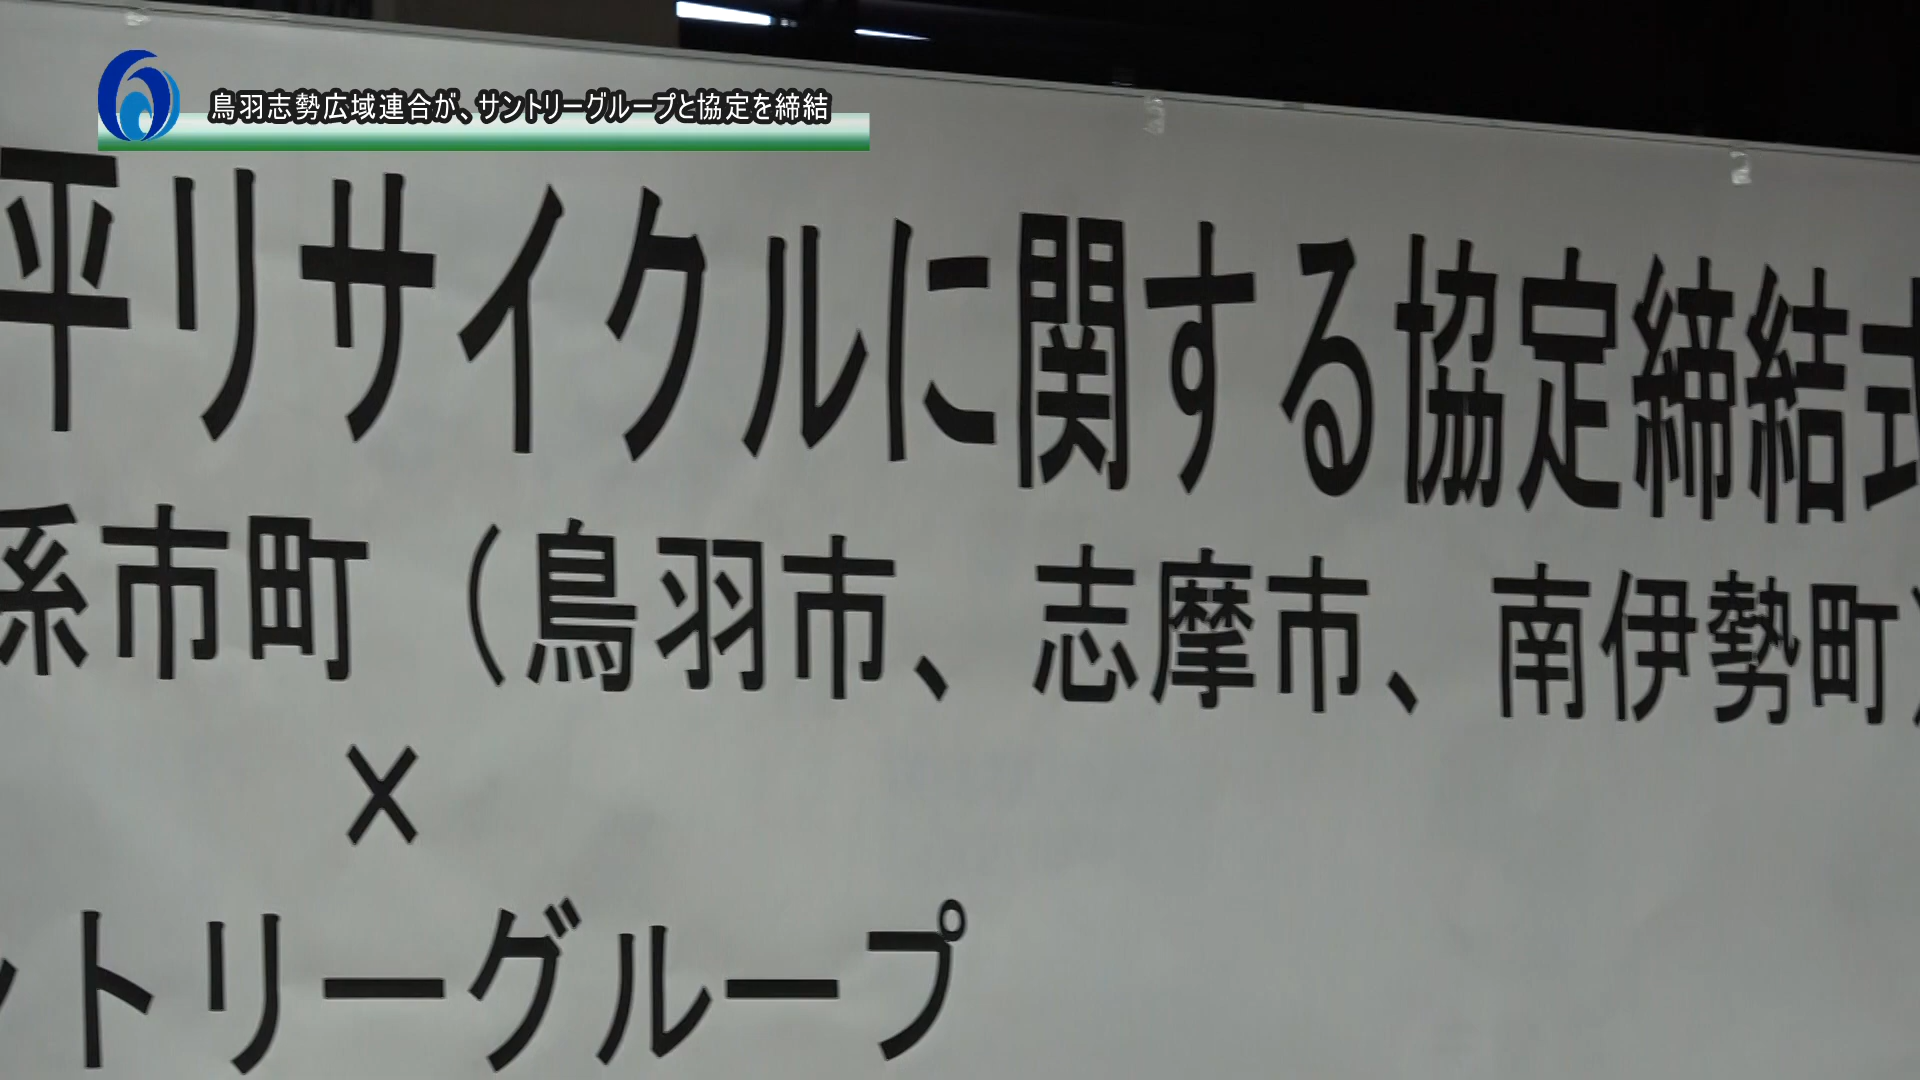 鳥羽志勢広域連合が、サントリーグループと協定を締結
平リサイクルに関する協定締結式
係市町（鳥羽市、志摩市、南伊勢町）
×
ントリーグループ